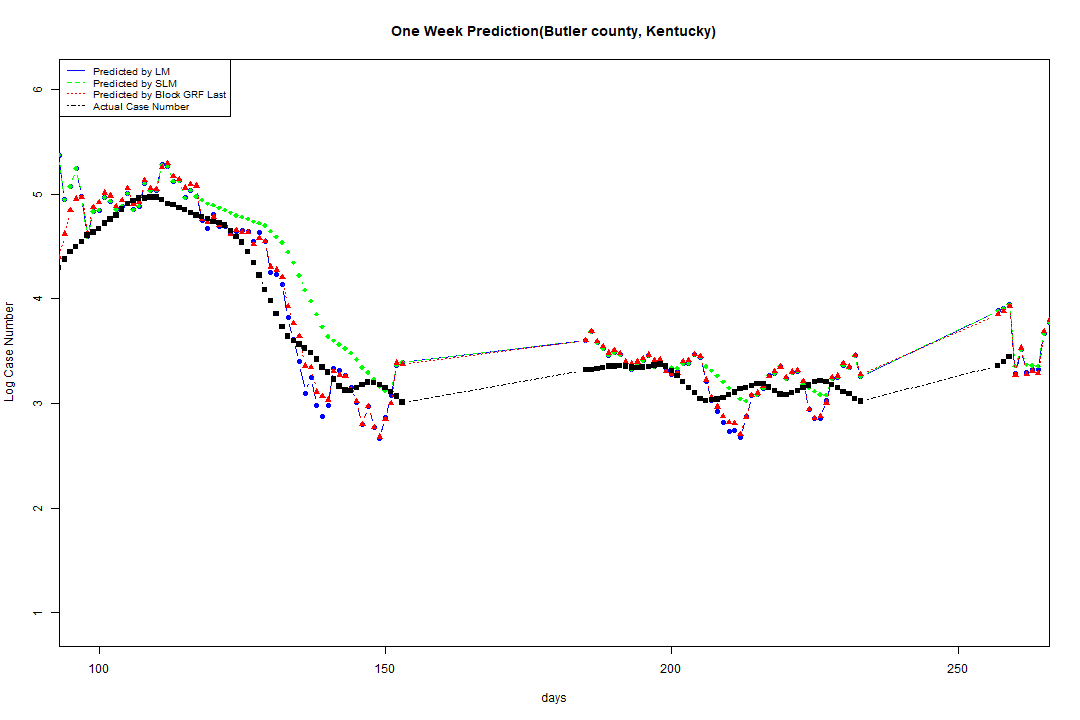 One Week Prediction(Butler county, Kentucky)
Predicted by LM
Predicted by SLM
Predicted by Block GRF Last
Actual Case Number
6
5
4
3
2
1
Log Case Number
100 150 200 250
days